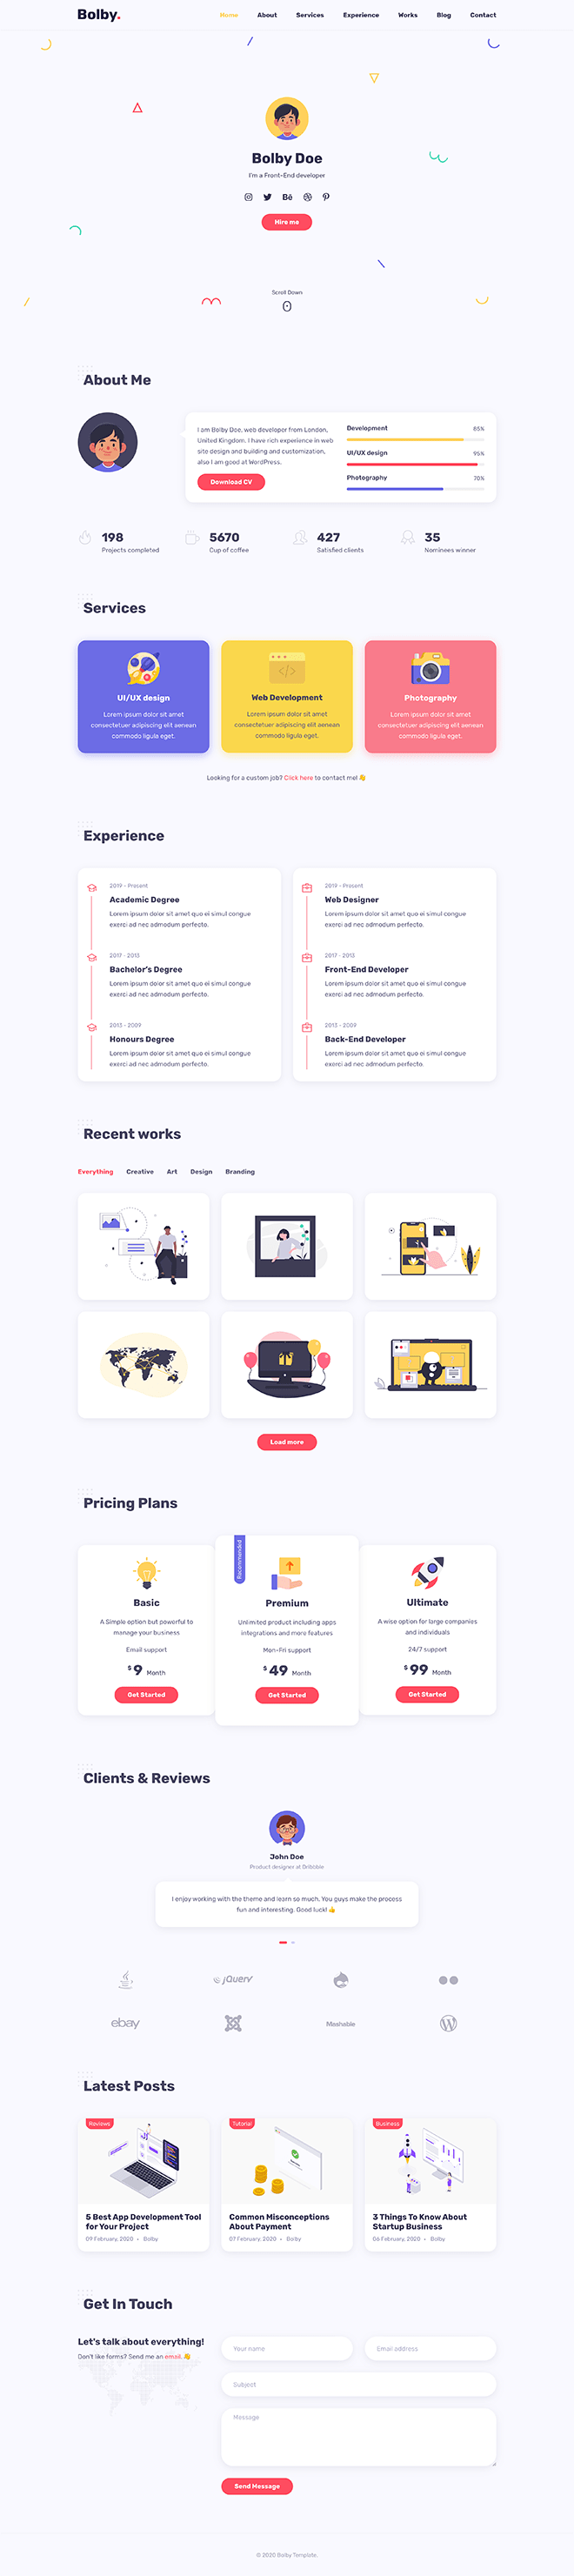 Bolby.
Home About Services Experience Works Blog Contact
Bolby Doe
I'm a Front-End developer
Bē
Hire me
Scroll Down
About Me
I am Bolby Doe, web developer from London,
United Kingdom. I have rich experience in web
site design and building and customization,
also I am good at WordPress.
Download CV
Development 85%
UI/UX design 95%
Photography 70%
198
Projects completed
5670
Cup of coffee
427
Satisfied clients
35
Nominees winner
Services
UI/UX design
Lorem ipsum dolor sit amet
consectetuer adipiscing elit aenean
commodo ligula eget.
Web Development
Lorem ipsum dolor sit amet
consectetuer adipiscing elit aenean
commodo ligula eget.
Photography
Lorem ipsum dolor sit amet
consectetuer adipiscing elit aenean
commodo ligula eget.
Looking for a custom job? Click here to contact me! 👋
Experience
2019 - Present
Academic Degree
Lorem ipsum dolor sit amet quo ei simul congue
exerci ad nec admodum perfecto.
2017 - 2013
Bachelor's Degree
Lorem ipsum dolor sit amet quo ei simul congue
exerci ad nec admodum perfecto.
2013 - 2009
Honours Degree
Lorem ipsum dolor sit amet quo ei simul congue
exerci ad nec admodum perfecto.
2019 - Present
Web Designer
Lorem ipsum dolor sit amet quo ei simul congue
exerci ad nec admodum perfecto.
2017 - 2013
Front-End Developer
Lorem ipsum dolor sit amet quo ei simul congue
exerci ad nec admodum perfecto.
2013 - 2009
Back-End Developer
Lorem ipsum dolor sit amet quo ei simul congue
exerci ad nec admodum perfecto.
Recent works
Everything Creative Art Design Branding
Load more
Pricing Plans
Basic
A Simple option but powerful to
manage your business
Email support
$ 9 Month
Get Started
Recommended
Premium
Unlimited product including apps
integrations and more features
Mon-Fri support
$ 49 Month
Get Started
Ultimate
A wise option for large companies
and individuals
24/7 support
$ 99 Month
Get Started
Clients & Reviews
John Doe
Product designer at Dribbble
I enjoy working with the theme and learn so much. You guys make the process
fun and interesting. Good luck! 👍
jQuery
ebay
Mashable
Latest Posts
Reviews
5 Best App Development Tool
for Your Project
09 February, 2020 • Bolby
Tutorial
Common Misconceptions
About Payment
07 February, 2020 • Bolby
Business
3 Things To Know About
Startup Business
06 February, 2020 • Bolby
Get In Touch
Let's talk about everything!
Don't like forms? Send me an email. 👋
Your name
Email address
Subject
Message
Send Message
© 2020 Bolby Template.